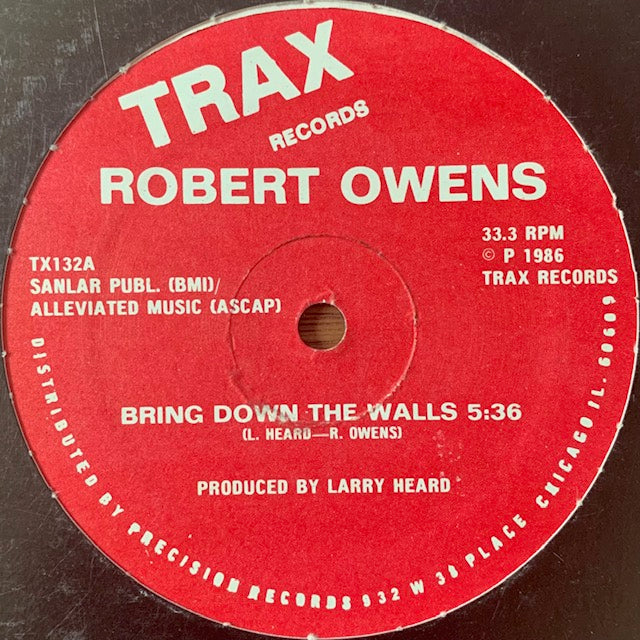 TRAX
RECORDS
ROBERT OWENS
33.3 RPM
© P 1986
TRAX RECORDS
TX132A
SANLAR PUBL. (BMI)/
ALLEVIATED MUSIC (ASCAP)
BRING DOWN THE WALLS 5:36
(L. HEARD—R. OWENS)
PRODUCED BY LARRY HEARD
DISTRIBUTED BY PRECISION RECORDS 932 W 38 PLACE CHICAGO IL. 60609